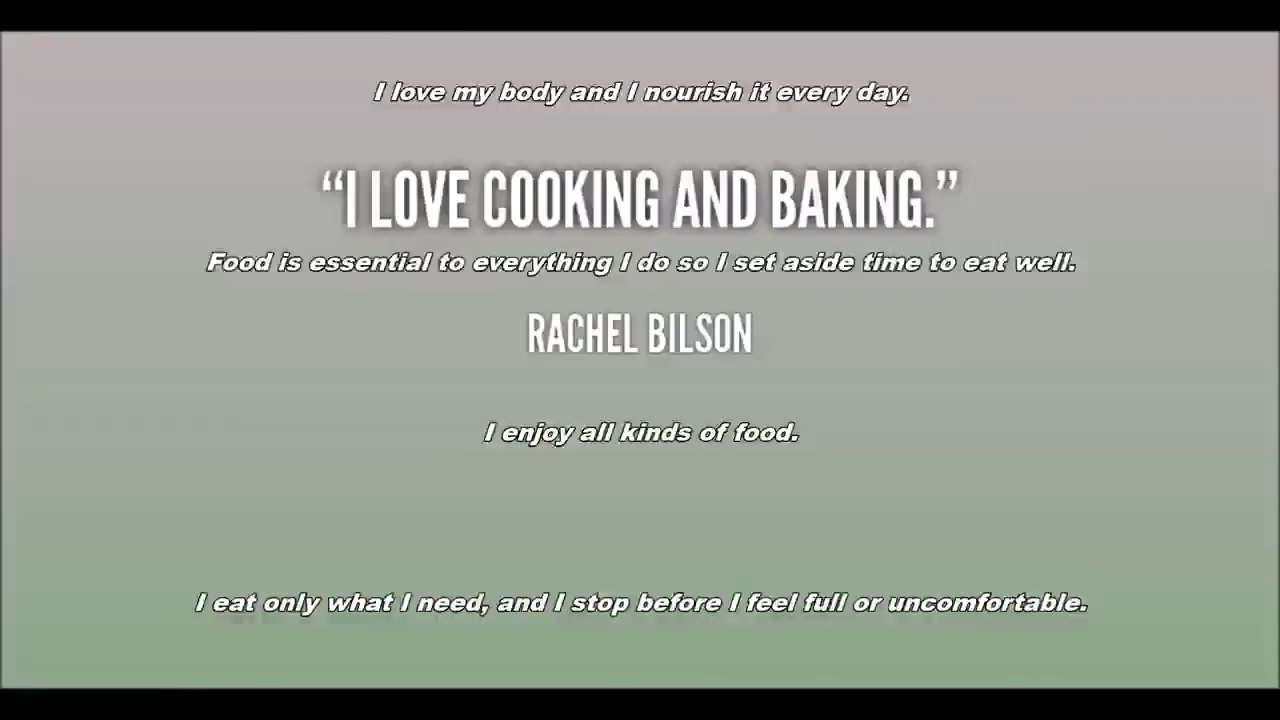 I love my body and I nourish it every day.
“I LOVE COOKING AND BAKING.”
Food is essential to everything I do so I set aside time to eat well.
RACHEL BILSON
I enjoy all kinds of food.
I eat only what I need, and I stop before I feel full or uncomfortable.